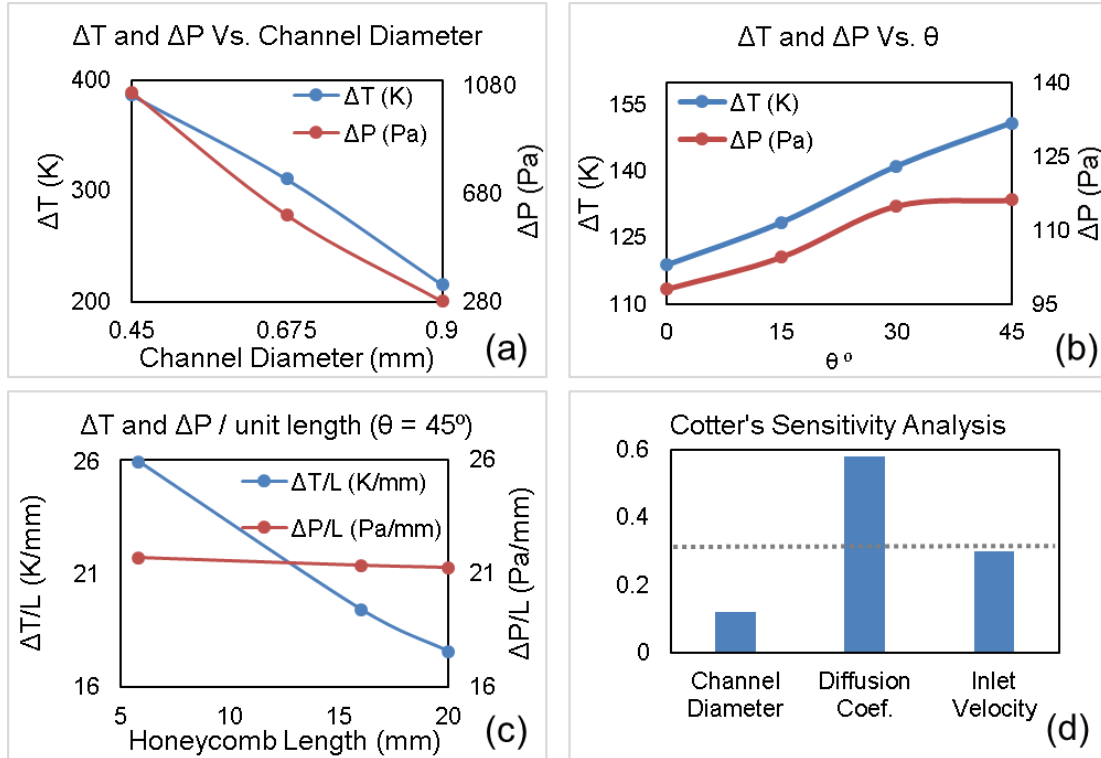 ΔT and ΔP Vs. Channel Diameter
400
300
200
ΔT (K)
ΔT (K)
ΔP (Pa)
1080
680
280
ΔP (Pa)
0.45 0.675 0.9
Channel Diameter (mm)
(a)
ΔT and ΔP Vs. θ
155
140
125
110
ΔT (K)
ΔT (K)
ΔP (Pa)
140
125
110
95
ΔP (Pa)
0 15 30 45
θ º
(b)
ΔT and ΔP / unit length (θ = 45º)
26
21
16
ΔT/L (K/mm)
ΔT/L (K/mm)
ΔP/L (Pa/mm)
26
21
16
ΔP/L (Pa/mm)
5 10 15 20
Honeycomb Length (mm)
(c)
Cotter's Sensitivity Analysis
0.6
0.4
0.2
0
Channel
Diameter
Diffusion
Coef.
Inlet
Velocity
(d)